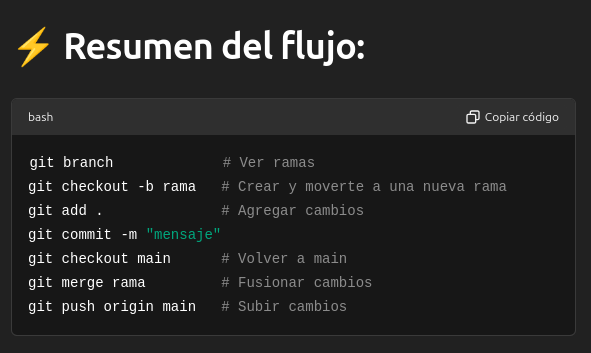 ⚡ Resumen del flujo:
bash
Copiar código
git branch             # Ver ramas
git checkout -b rama   # Crear y moverte a una nueva rama
git add .              # Agregar cambios
git commit -m "mensaje"
git checkout main      # Volver a main
git merge rama         # Fusionar cambios
git push origin main   # Subir cambios